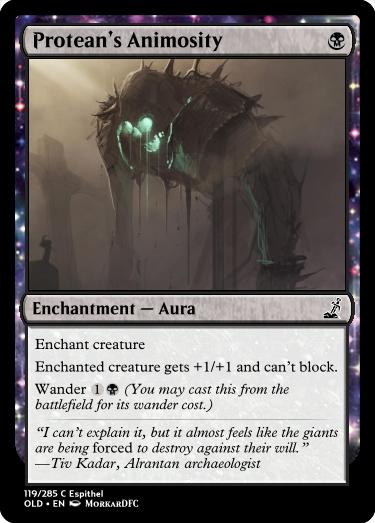 Protean's Animosity
Enchantment — Aura
Enchant creature
Enchanted creature gets +1/+1 and can't block.
Wander 1 (You may cast this from the
battlefield for its wander cost.)
"I can't explain it, but it almost feels like the giants
are being forced to destroy against their will."
—Tiv Kadar, Alrantan archaeologist
119/285 C Espithel
OLD • EN MorkarDFC